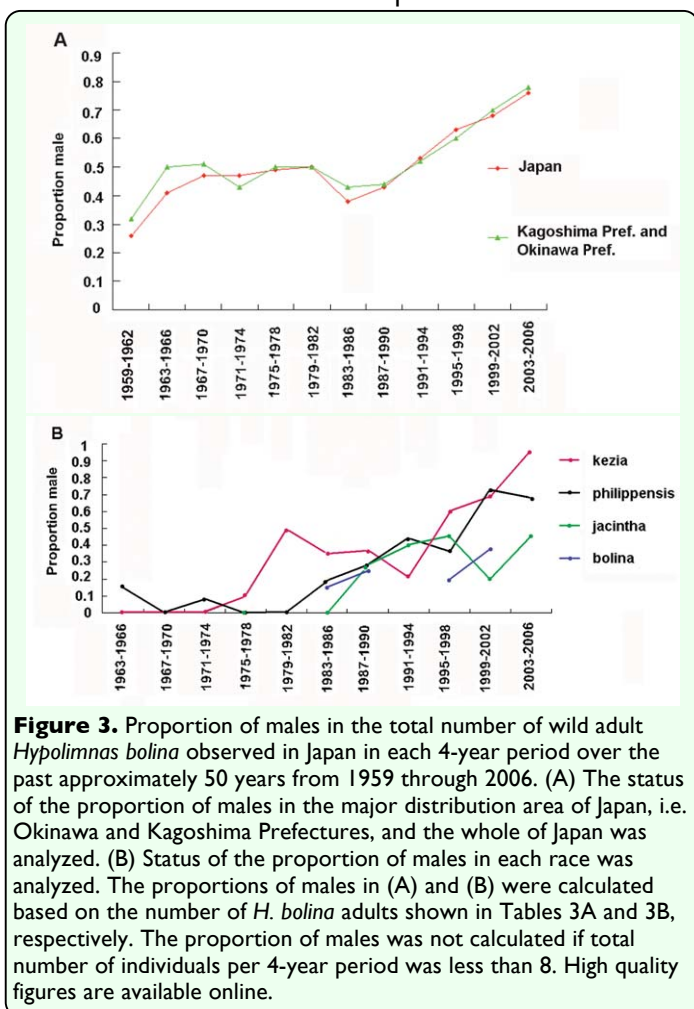 A
Proportion male
0.9
0.8
0.7
0.6
0.5
0.4
0.3
0.2
0.1
0
Japan
Kagoshima Pref. and
Okinawa Pref.
1959-1962
1963-1966
1967-1970
1971-1974
1975-1978
1979-1982
1983-1986
1987-1990
1991-1994
1995-1998
1999-2002
2003-2006
B
Proportion male
1
0.9
0.8
0.7
0.6
0.5
0.4
0.3
0.2
0.1
0
kezia
philippensis
jacintha
bolina
1963-1966
1967-1970
1971-1974
1975-1978
1979-1982
1983-1986
1987-1990
1991-1994
1995-1998
1999-2002
2003-2006
Figure 3. Proportion of males in the total number of wild adult
Hypolimnas bolina observed in Japan in each 4-year period over the
past approximately 50 years from 1959 through 2006. (A) The status
of the proportion of males in the major distribution area of Japan, i.e.
Okinawa and Kagoshima Prefectures, and the whole of Japan was
analyzed. (B) Status of the proportion of males in each race was
analyzed. The proportions of males in (A) and (B) were calculated
based on the number of H. bolina adults shown in Tables 3A and 3B,
respectively. The proportion of males was not calculated if total
number of individuals per 4-year period was less than 8. High quality
figures are available online.